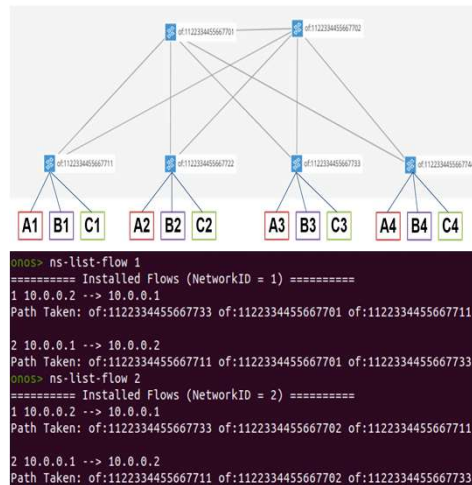 of:1122334455667701
of:1122334455667702
of:1122334455667711
of:1122334455667722
of:1122334455667733
of:112233445566774
A1 B1 C1 A2 B2 C2 A3 B3 C3 A4 B4 C4
onos> ns-list-flow 1
========== Installed Flows (NetworkID = 1) ==========
1 10.0.0.2 --> 10.0.0.1
Path Taken: of:1122334455667733 of:1122334455667701 of:1122334455667711
2 10.0.0.1 --> 10.0.0.2
Path Taken: of:1122334455667711 of:1122334455667701 of:1122334455667733
onos> ns-list-flow 2
========== Installed Flows (NetworkID = 2) ==========
1 10.0.0.2 --> 10.0.0.1
Path Taken: of:1122334455667733 of:1122334455667702 of:1122334455667711
2 10.0.0.1 --> 10.0.0.2
Path Taken: of:1122334455667711 of:1122334455667702 of:1122334455667733